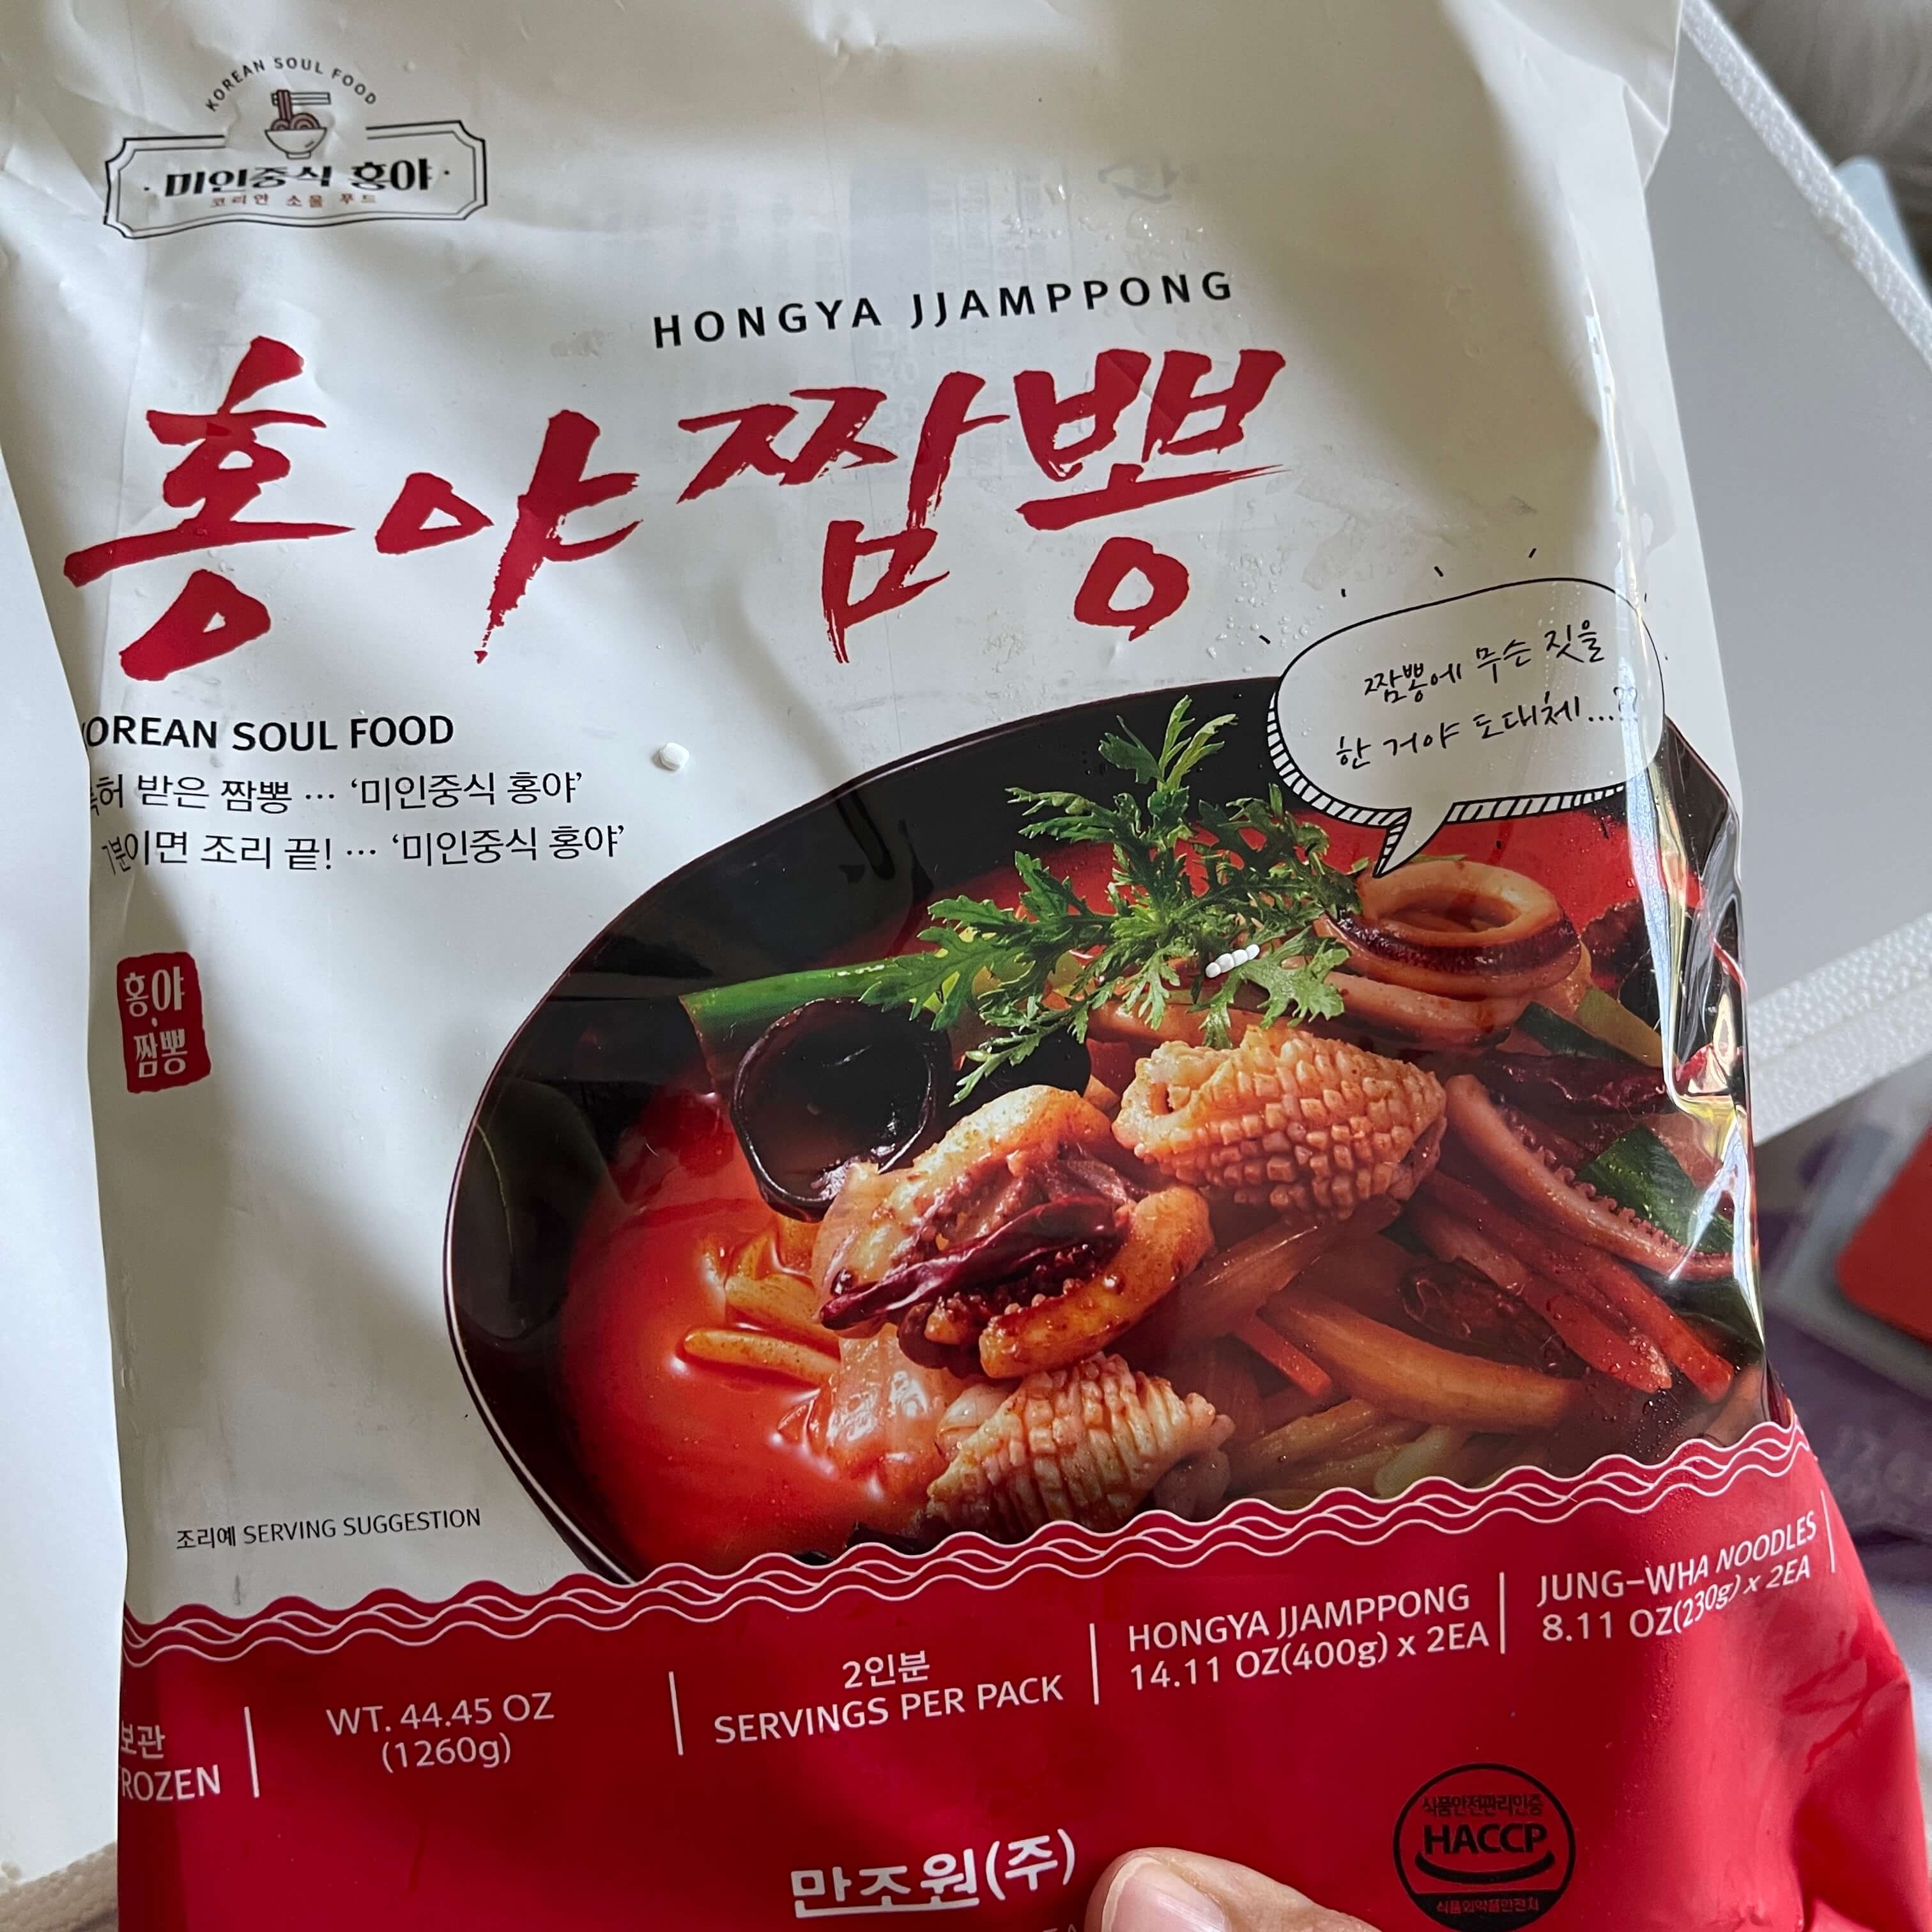 KOREAN SOUL FOOD
미인중식 홍야
코리안 소울 푸드
HONGYA JJAMPPONG
홍야짬뽕
짬뽕에 무슨 짓을
한 거야 도대체...??
OREAN SOUL FOOD
허 받은 짬뽕 … ‘미인중식 홍야’
7분이면 조리 끝! … ‘미인중식 홍야’
홍야
짬뽕
조리예 SERVING SUGGESTION
보관
ROZEN
WT. 44.45 OZ
(1260g)
2인분
SERVINGS PER PACK
HONGYA JJAMPPONG
14.11 OZ(400g) x 2EA
JUNG-WHA NOODLES
8.11 OZ(230g) x 2EA
만조원(주)
식품안전관리인증
HACCP
식품의약품안전처